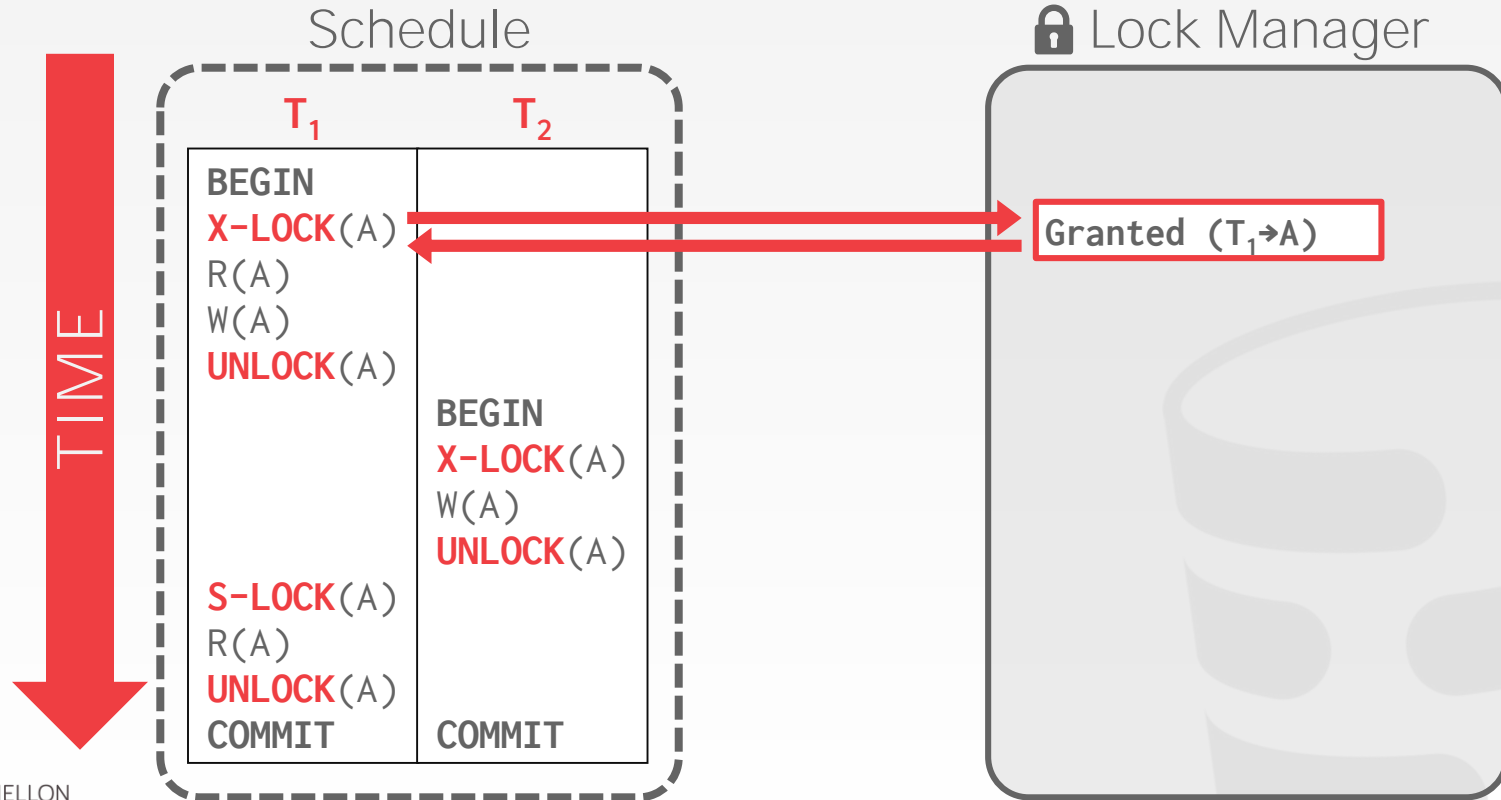 Schedule
Lock Manager
TIME
T1 T2
BEGIN
X-LOCK(A)
R(A)
W(A)
UNLOCK(A)
BEGIN
X-LOCK(A)
W(A)
UNLOCK(A)
S-LOCK(A)
R(A)
UNLOCK(A)
COMMIT COMMIT
Granted (T1→A)